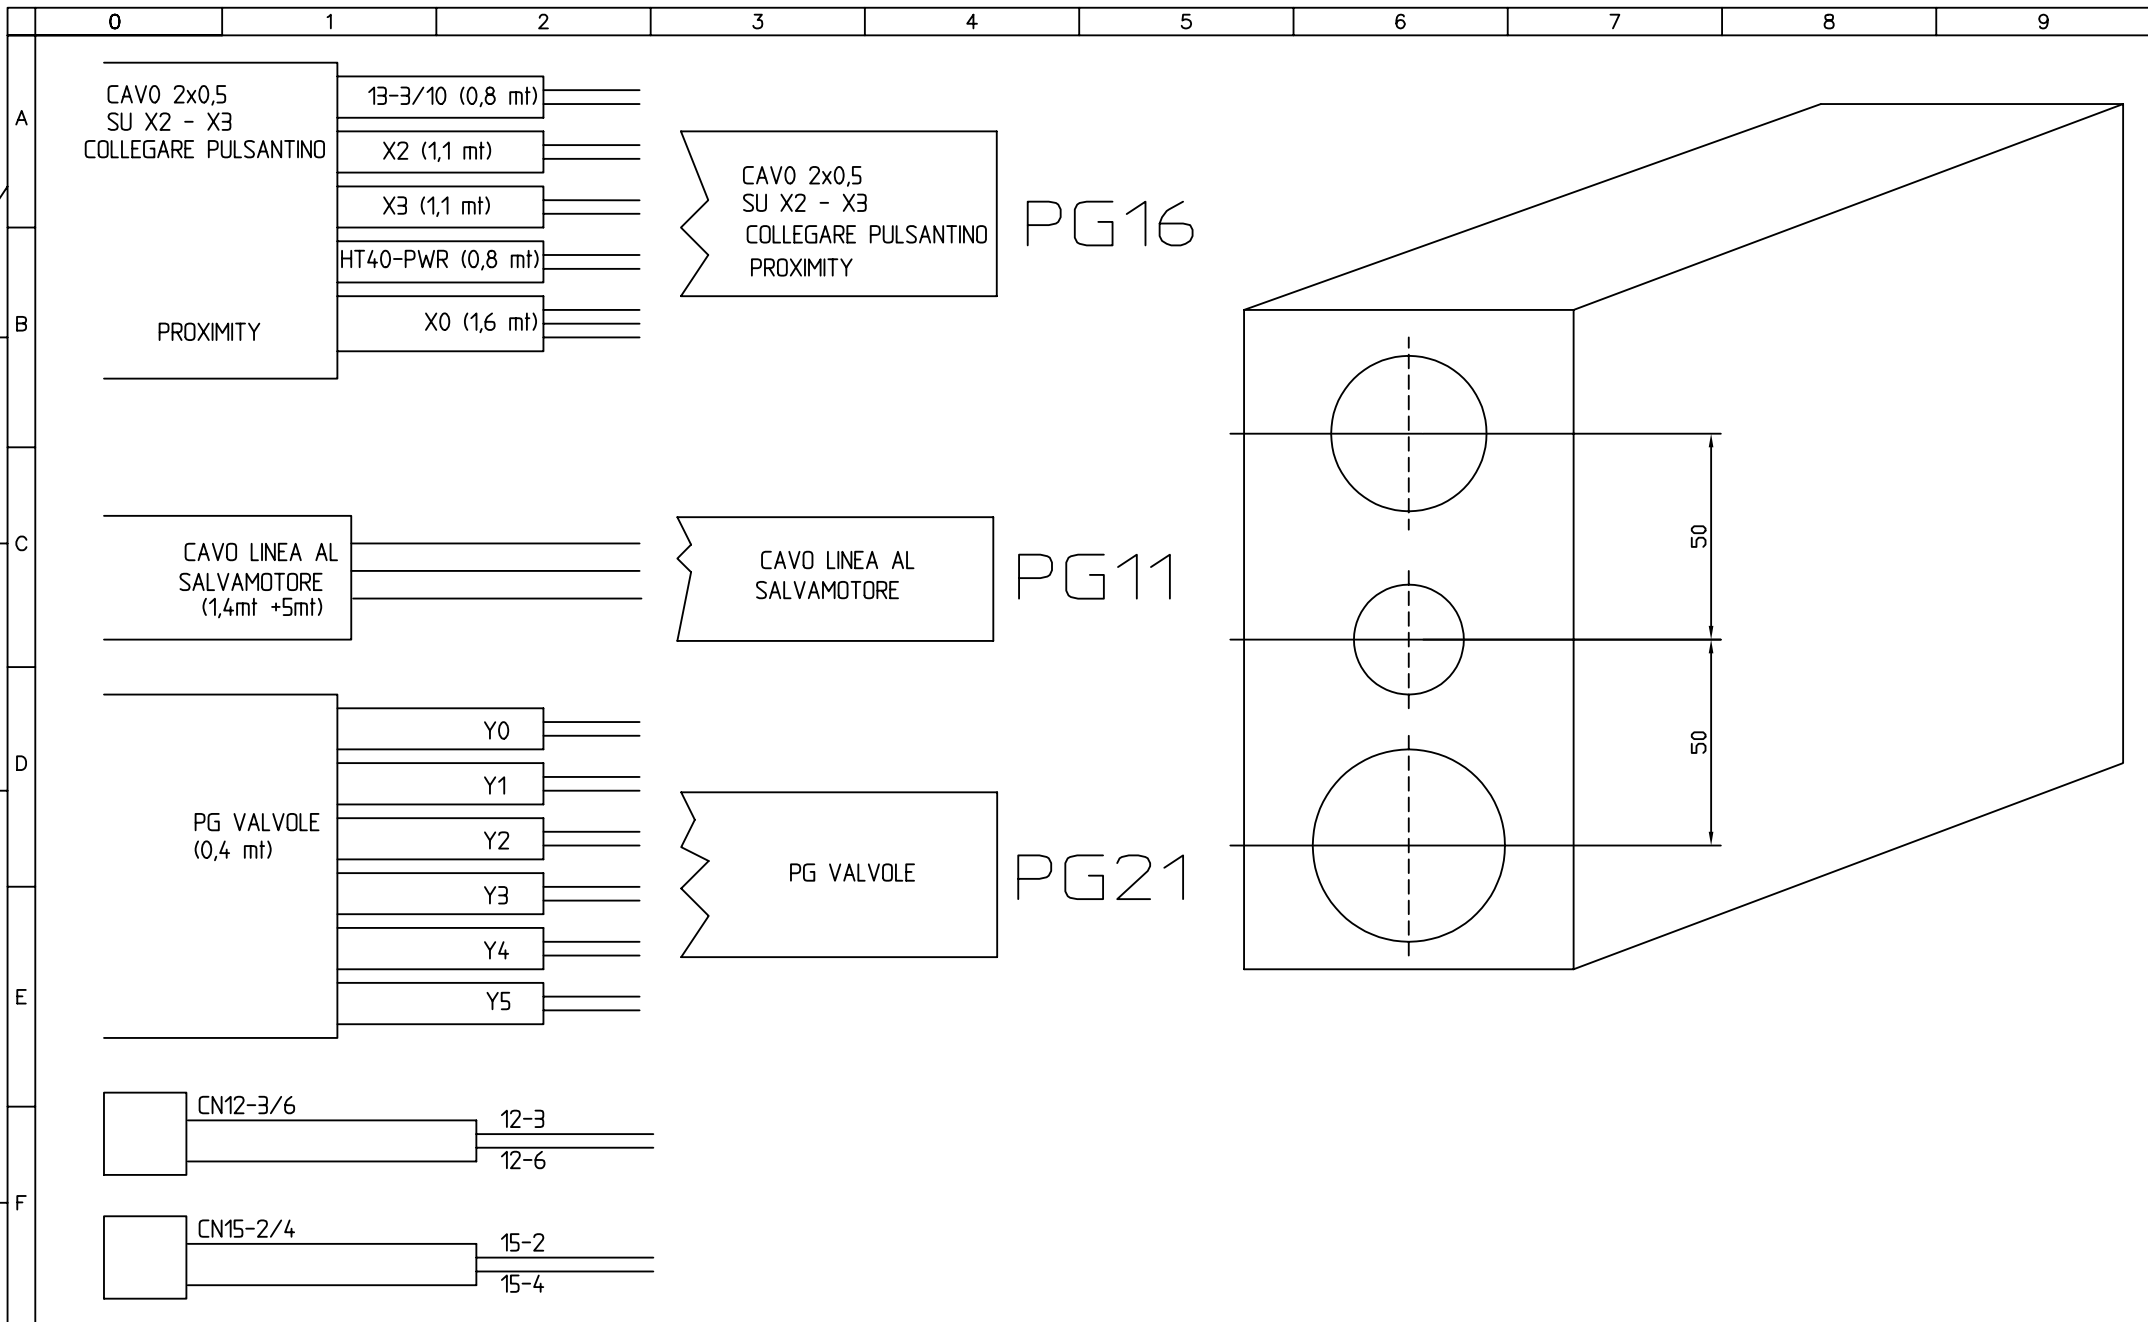 0 1 2 3 4 5 6 7 8 9
A
CAVO 2x0,5
SU X2 - X3
COLLEGARE PULSANTINO
PROXIMITY
13-3/10 (0,8 mt)
X2 (1,1 mt)
X3 (1,1 mt)
HT40-PWR (0,8 mt)
X0 (1,6 mt)
CAVO 2x0,5
SU X2 - X3
COLLEGARE PULSANTINO
PROXIMITY
PG16
B
C
CAVO LINEA AL
SALVAMOTORE
(1,4mt +5mt)
CAVO LINEA AL
SALVAMOTORE
PG11
50
50
D
PG VALVOLE
(0,4 mt)
Y0
Y1
Y2
Y3
Y4
Y5
PG VALVOLE
PG21
E
CN12-3/6
12-3
12-6
F
CN15-2/4
15-2
15-4